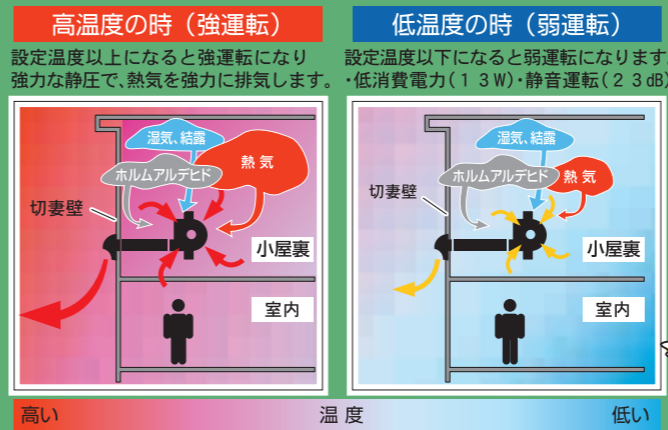 高温度の時（強運転）
設定温度以上になると強運転になり
強力な静圧で、熱気を強力に排気します。
湿気、結露
熱気
ホルムアルデヒド
切妻壁
小屋裏
室内
低温度の時（弱運転）
設定温度以下になると弱運転になります。
・低消費電力(13W)・静音運転(23dB)
湿気、結露
ホルムアルデヒド
熱気
切妻壁
小屋裏
室内
高い 温度 低い